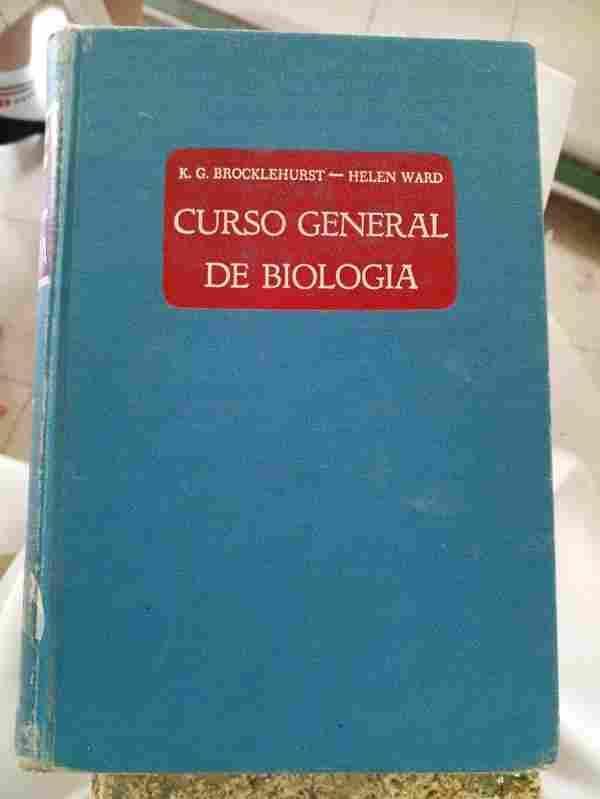 K. G. BROCKLEHURST — HELEN WARD
CURSO GENERAL
DE BIOLOGIA